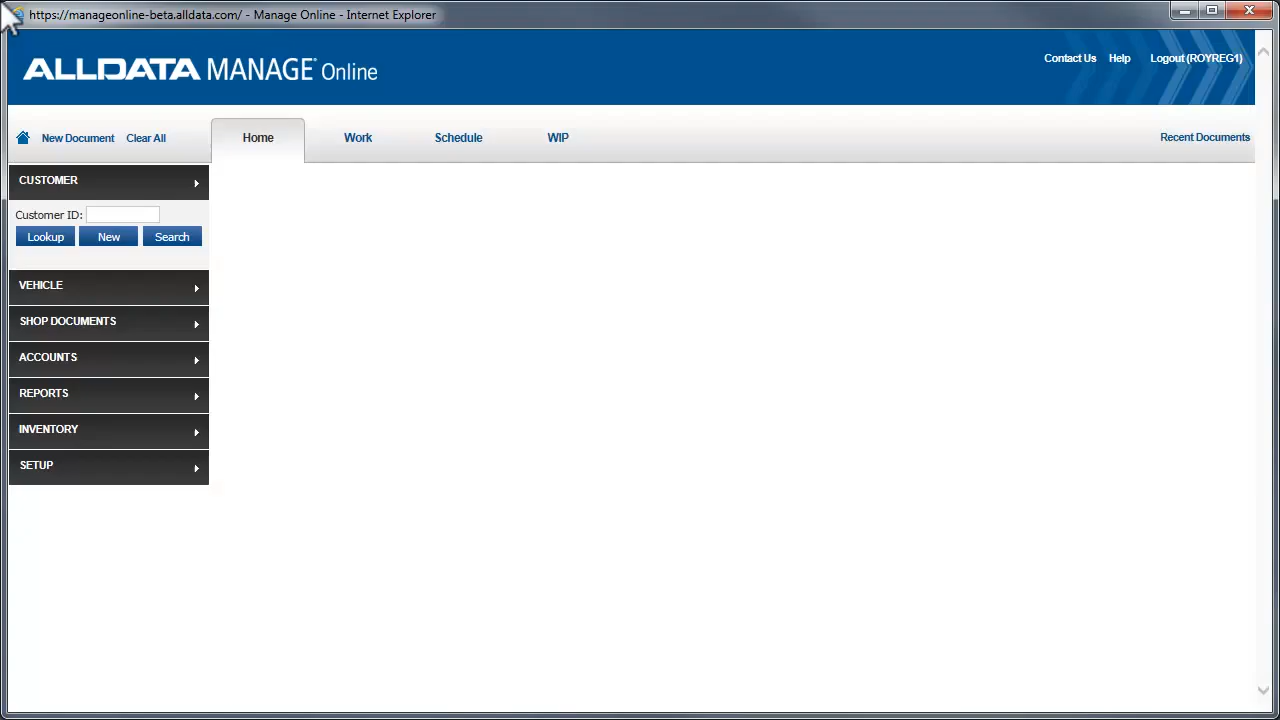 https://manageonline-beta.alldata.com/ - Manage Online - Internet Explorer
ALLDATA MANAGE® Online
Contact Us Help Logout (ROYREG1)
New Document Clear All Home Work Schedule WIP Recent Documents
CUSTOMER
Customer ID:
Lookup New Search
VEHICLE
SHOP DOCUMENTS
ACCOUNTS
REPORTS
INVENTORY
SETUP